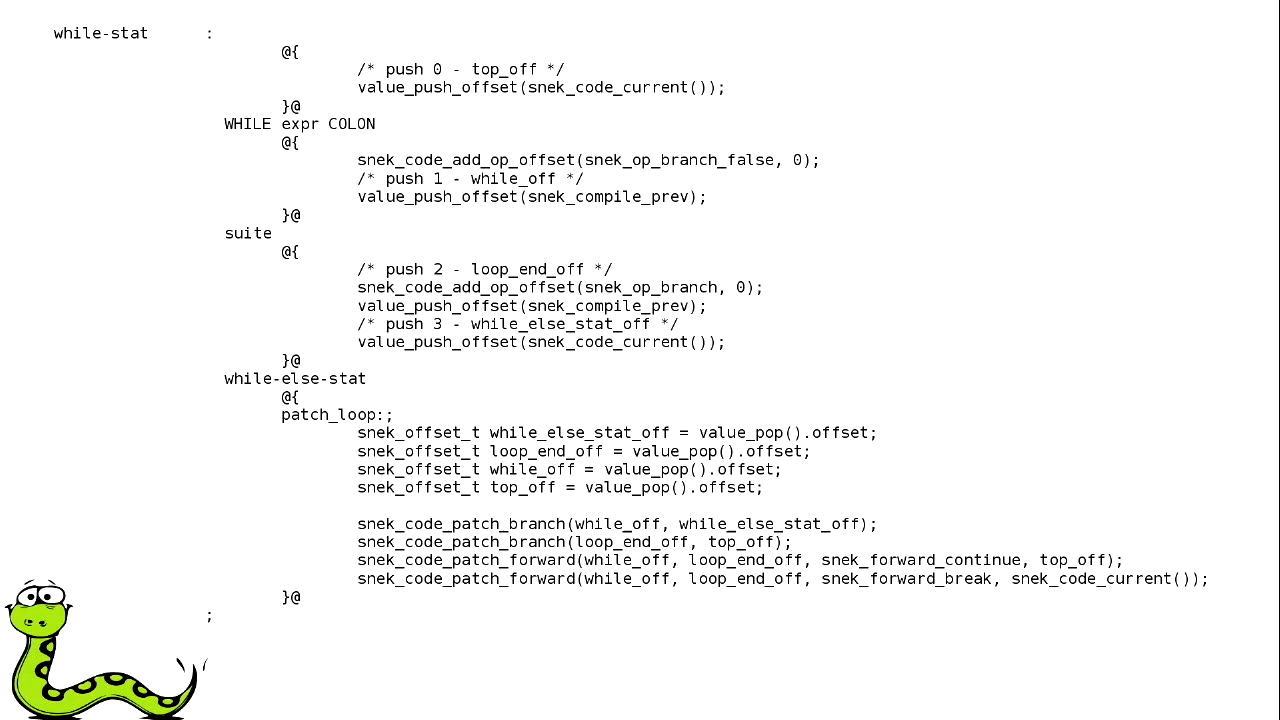 while-stat :
@{
/* push 0 - top_off */
value_push_offset(snek_code_current());
}@
WHILE expr COLON
@{
snek_code_add_op_offset(snek_op_branch_false, 0);
/* push 1 - while_off */
value_push_offset(snek_compile_prev);
}@
suite
@{
/* push 2 - loop_end_off */
snek_code_add_op_offset(snek_op_branch, 0);
value_push_offset(snek_compile_prev);
/* push 3 - while_else_stat_off */
value_push_offset(snek_code_current());
}@
while-else-stat
@{
patch_loop:;
snek_offset_t while_else_stat_off = value_pop().offset;
snek_offset_t loop_end_off = value_pop().offset;
snek_offset_t while_off = value_pop().offset;
snek_offset_t top_off = value_pop().offset;
snek_code_patch_branch(while_off, while_else_stat_off);
snek_code_patch_branch(loop_end_off, top_off);
snek_code_patch_forward(while_off, loop_end_off, snek_forward_continue, top_off);
snek_code_patch_forward(while_off, loop_end_off, snek_forward_break, snek_code_current());
}@
;